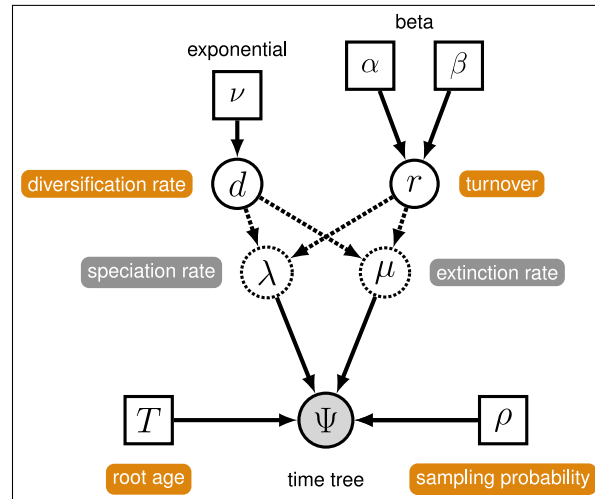 beta
exponential
α β
ν
diversification rate d r turnover
speciation rate λ μ extinction rate
T Ψ ρ
root age time tree sampling probability